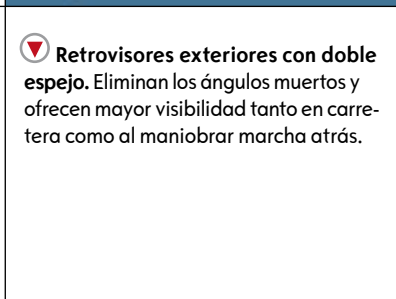 Retrovisores exteriores con doble
espejo. Eliminan los ángulos muertos y
ofrecen mayor visibilidad tanto en carre-
tera como al maniobrar marcha atrás.